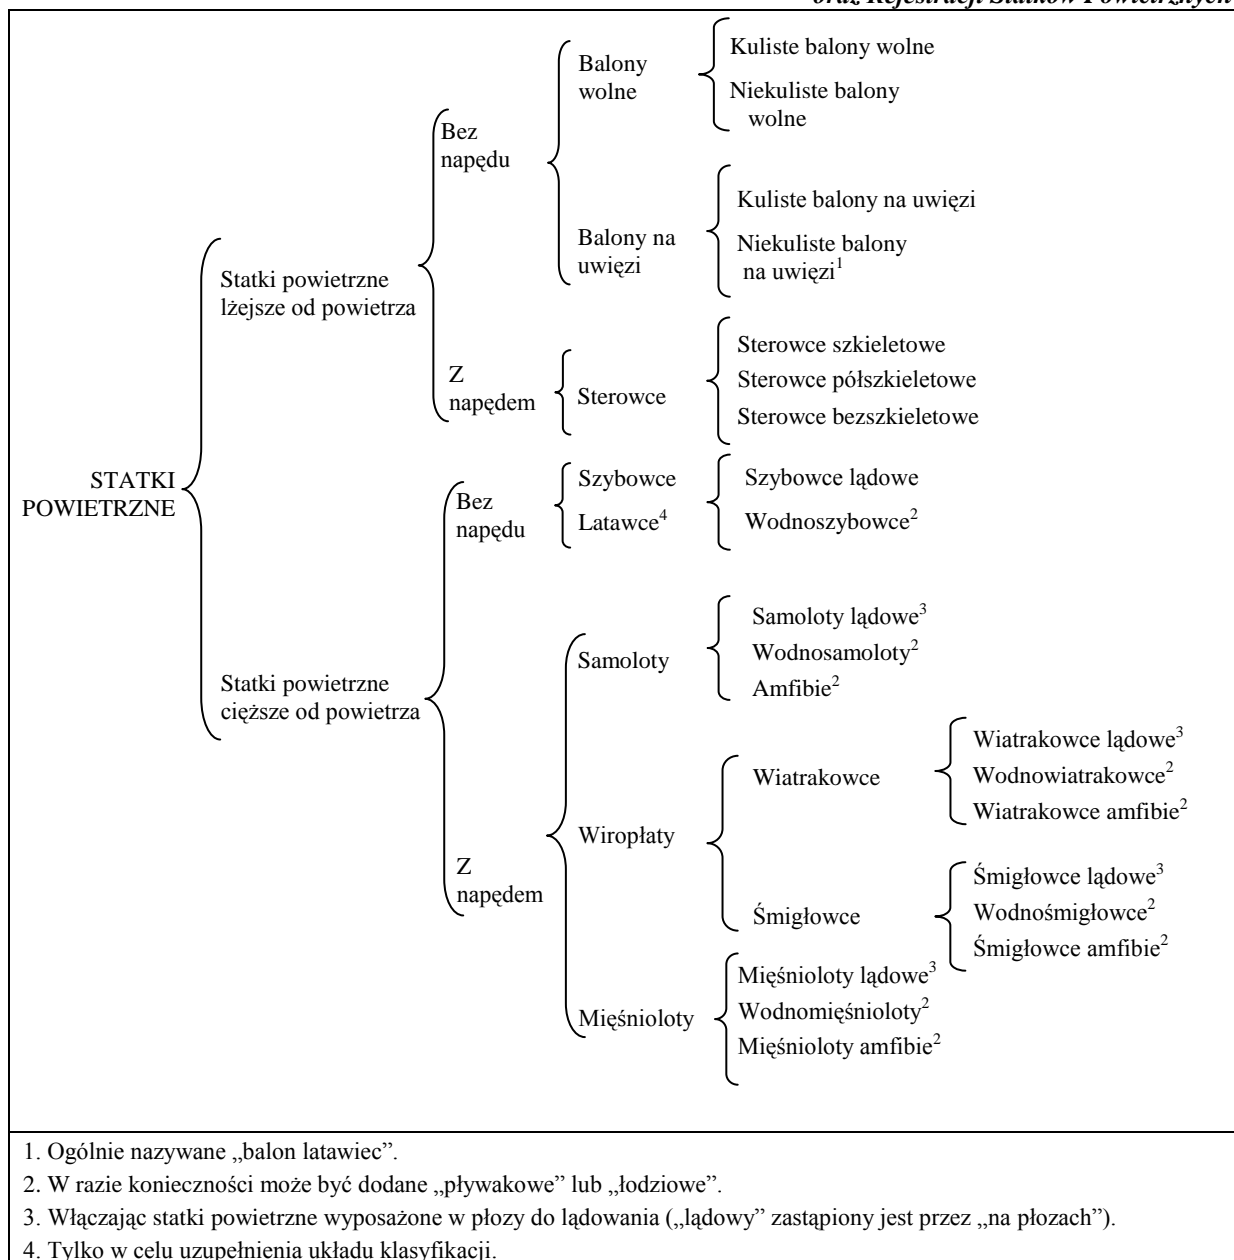 oraz Rejestracji Statków Powietrznych
STATKI
POWIETRZNE
Statki powietrzne
lżejsze od powietrza
Bez
napędu
Balony
wolne
Kuliste balony wolne
Niekuliste balony
wolne
Balony na
uwięzi
Kuliste balony na uwięzi
Niekuliste balony
na uwięzi¹
Z
napędem
Sterowce
Sterowce szkieletowe
Sterowce półszkieletowe
Sterowce bezszkieletowe
Statki powietrzne
cięższe od powietrza
Bez
napędu
Szybowce
Latawce⁴
Szybowce lądowe
Wodnoszybowce²
Z
napędem
Samoloty
Samoloty lądowe³
Wodnosamoloty²
Amfibie²
Wiropłaty
Wiatrakowce
Wiatrakowce lądowe³
Wodnowiatrakowce²
Wiatrakowce amfibie²
Śmigłowce
Śmigłowce lądowe³
Wodnośmigłowce²
Śmigłowce amfibie²
Mięśnioloty
Mięśnioloty lądowe³
Wodnomięśnioloty²
Mięśnioloty amfibie²
1. Ogólnie nazywane „balon latawiec”.
2. W razie konieczności może być dodane „pływakowe” lub „łodziowe”.
3. Włączając statki powietrzne wyposażone w płozy do lądowania („lądowy” zastąpiony jest przez „na płozach”).
4. Tylko w celu uzupełnienia układu klasyfikacji.